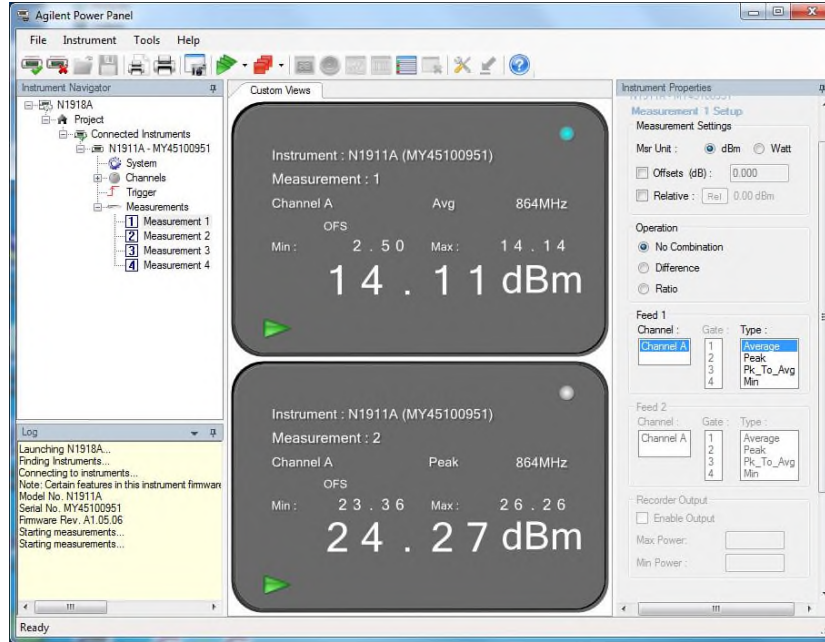 Agilent Power Panel
File Instrument Tools Help
Instrument Navigator
N1918A
Project
Connected Instruments
N1911A - MY45100951
System
Channels
Trigger
Measurements
1 Measurement 1
2 Measurement 2
3 Measurement 3
4 Measurement 4
Log
Launching N1918A...
Finding Instruments...
Connecting to instruments...
Note: Certain features in this instrument firmware
Model No. N1911A
Serial No. MY45100951
Firmware Rev. A1.05.06
Starting measurements...
Starting measurements...
Ready
Custom Views
Instrument : N1911A (MY45100951)
Measurement : 1
Channel A Avg 864MHz
OFS
Min : 2.50 Max : 14.14
14.11 dBm
Instrument : N1911A (MY45100951)
Measurement : 2
Channel A Peak 864MHz
OFS
Min : 23.36 Max : 26.26
24.27 dBm
Instrument Properties
Measurement 1 Setup
Measurement Settings
Msr Unit : dBm Watt
Offsets (dB) : 0.000
Relative : Rel 0.00 dBm
Operation
No Combination
Difference
Ratio
Feed 1
Channel : Gate : Type :
Channel A 1 Average
2 Peak
3 Pk_To_Avg
4 Min
Feed 2
Channel : Gate : Type :
Channel A 1 Average
2 Peak
3 Pk_To_Avg
4 Min
Recorder Output
Enable Output
Max Power:
Min Power :